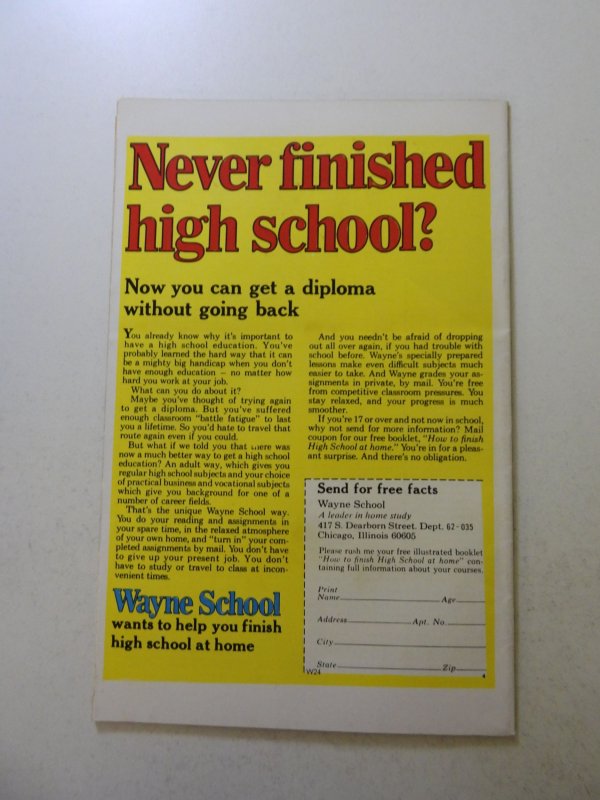 Never finished
high school?
Now you can get a diploma
without going back
You already know why it's important to
have a high school education. You've
probably learned the hard way that it can
be a mighty big handicap when you don't
have enough education – no matter how
hard you work at your job.
What can you do about it?
Maybe you've thought of trying again
to get a diploma. But you've suffered
enough classroom "battle fatigue" to last
you a lifetime. So you'd hate to travel that
route again even if you could.
But what if we told you that there was
now a much better way to get a high school
education? An adult way, which gives you
regular high school subjects and your choice
of practical business and vocational subjects
which give you background for one of a
number of career fields.
That's the unique Wayne School way.
You do your reading and assignments in
your spare time, in the relaxed atmosphere
of your own home, and "turn in" your com-
pleted assignments by mail. You don't have
to give up your present job. You don't
have to study or travel to class at incon-
venient times.
Wayne School
wants to help you finish
high school at home
And you needn't be afraid of dropping
out all over again, if you had trouble with
school before. Wayne's specially prepared
lessons make even difficult subjects much
easier to take. And Wayne grades your as-
signments in private, by mail. You're free
from competitive classroom pressures. You
stay relaxed, and your progress is much
smoother.
If you're 17 or over and not now in school,
why not send for more information? Mail
coupon for our free booklet, "How to finish
High School at home." You're in for a pleas-
ant surprise. And there's no obligation.
Send for free facts
Wayne School
A leader in home study
417 S. Dearborn Street. Dept. 62-035
Chicago, Illinois 60605
Please rush me your free illustrated booklet
"How to finish High School at home" con-
taining full information about your courses.
Print
Name Age
Address Apt. No.
City
State Zip
W24 4